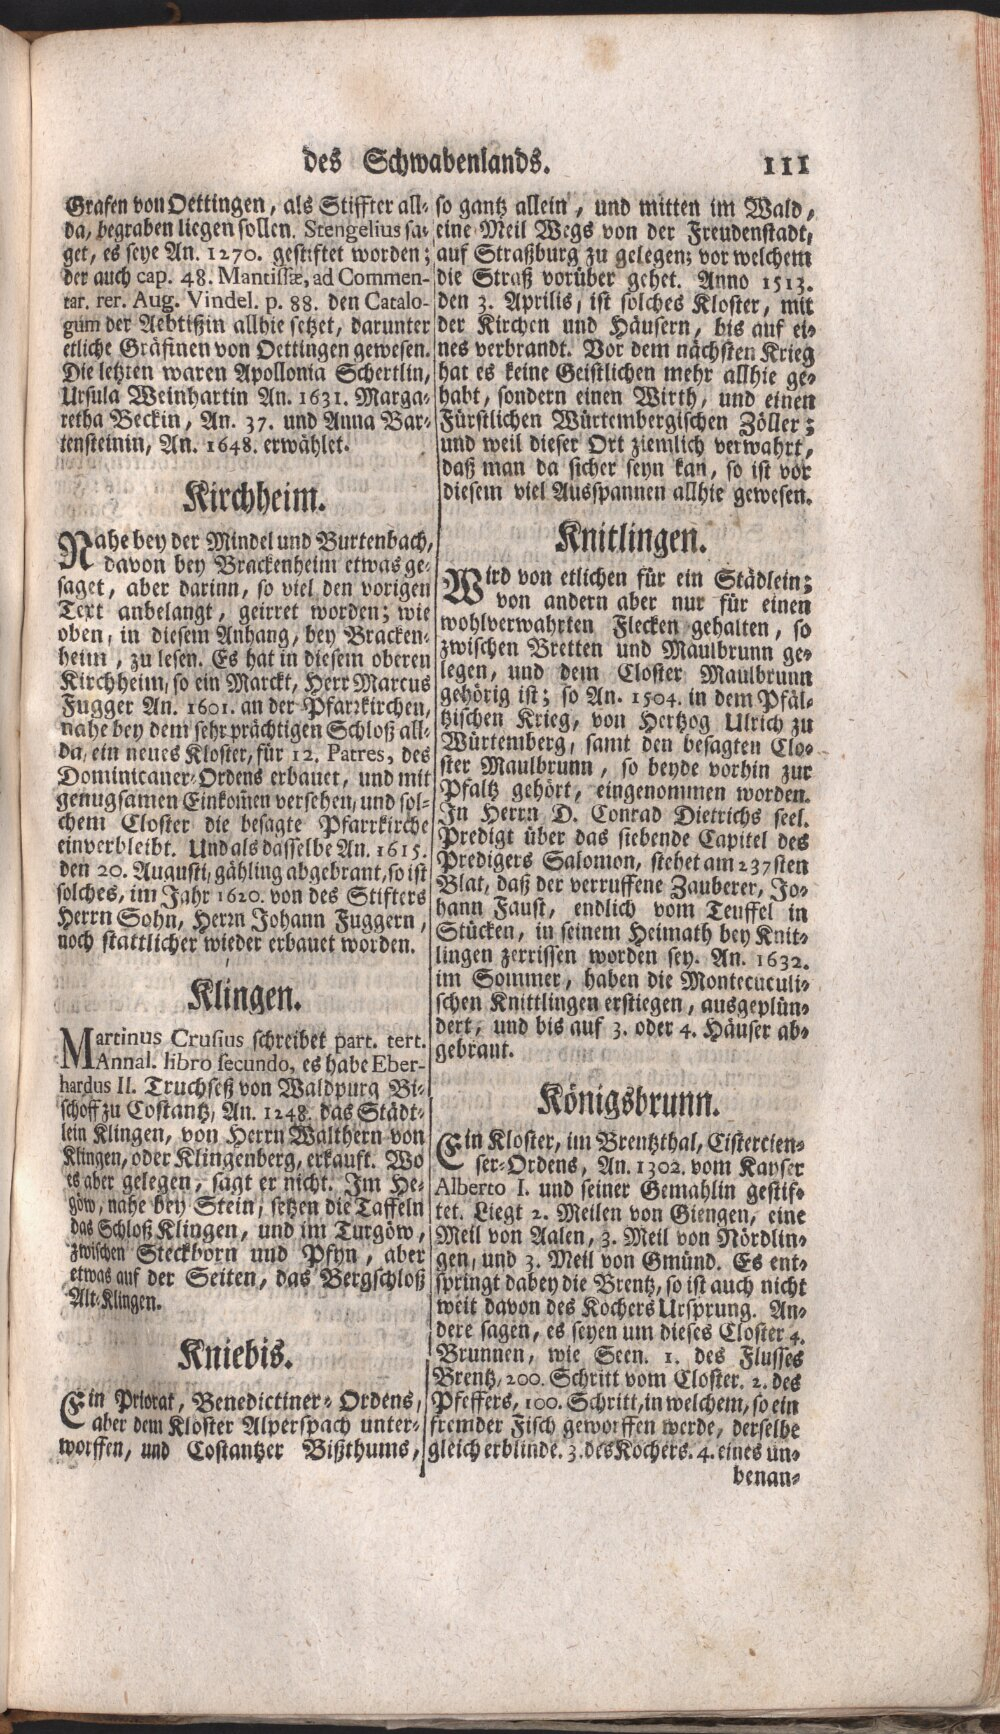 des Schwabenlands. 111
Grafen von Oettingen, als Stiffter all-
da, begraben liegen sollen. Stengelius sa-
get, es seye An. 1270. gestiftet worden;
der auch cap. 48. Mantissæ, ad Commen-
tar. rer. Aug. Vindel. p. 88. den Catalo-
gum der Aebtißin allhie setzet, darunter
etliche Gräfinen von Oettingen gewesen.
Die letzten waren Apollonia Schertlin,
Ursula Weinhartin An. 1631. Marga-
retha Beckin, An. 37. und Anna Bar-
tensteinin, An. 1648. erwählet.
Kirchheim.
Nahe bey der Mindel und Burtenbach,
davon bey Brackenheim etwas ge-
saget, aber darinn, so viel den vorigen
Text anbelangt, geirret worden; wie
oben, in diesem Anhang, bey Bracken-
heim, zu lesen. Es hat in diesem oberen
Kirchheim, so ein Marckt, Herr Marcus
Fugger An. 1601. an der Pfarrkirchen,
nahe bey dem sehr prächtigen Schloß all-
da, ein neues Kloster, für 12. Patres, des
Dominicaner-Ordens erbauet, und mit
genugsamen Einkom̄en versehen, und sol-
chem Closter die besagte Pfarrkirche
einverbleibt. Und als dasselbe An. 1615.
den 20. Augusti, gähling abgebrant, so ist
solches, im Jahr 1620. von des Stifters
Herrn Sohn, Herrn Johann Fuggern,
noch stattlicher wieder erbauet worden.
Klingen.
Martinus Crusius schreibet part. tert.
Annal. libro secundo, es habe Eber-
hardus II. Truchseß von Waldpurg Bi-
schoff zu Costantz, An. 1248. das Städt-
lein Klingen, von Herrn Walthern von
Klingen, oder Klingenberg, erkauft. Wo
es aber gelegen, sagt er nicht. Im He-
göw, nahe bey Stein, setzen die Taffeln
das Schloß Klingen, und im Turgöw,
zwischen Steckborn und Pfyn, aber
etwas auf der Seiten, das Bergschloß
Alt-Klingen.
Kniebis.
Ein Priorat, Benedictiner-Ordens,
aber dem Kloster Alperspach unter-
worffen, und Costantzer Bißthums,
so gantz allein, und mitten im Wald,
eine Meil Wegs von der Freudenstadt,
auf Straßburg zu gelegen; vor welchem
die Straß vorüber gehet. Anno 1513.
den 3. Aprilis, ist solches Kloster, mit
der Kirchen und Häusern, bis auf ei-
nes verbrandt. Vor dem nächsten Krieg
hat es keine Geistlichen mehr allhie ge-
habt, sondern einen Wirth, und einen
Fürstlichen Würtembergischen Zöller;
und weil dieser Ort ziemlich verwahrt,
daß man da sicher seyn kan, so ist vor
diesem viel Ausspannen allhie gewesen.
Knitlingen.
Wird von etlichen für ein Städlein;
von andern aber nur für einen
wohlverwahrten Flecken gehalten, so
zwischen Bretten und Maulbrunn ge-
legen, und dem Closter Maulbrunn
gehörig ist; so An. 1504. in dem Pfäl-
tzischen Krieg, von Hertzog Ulrich zu
Würtemberg, samt den besagten Clo-
ster Maulbrunn, so beyde vorhin zur
Pfaltz gehört, eingenommen worden.
In Herrn D. Conrad Dietrichs seel.
Predigt über das siebende Capitel des
Predigers Salomon, stehet am 237sten
Blat, daß der verruffene Zauberer, Jo-
hann Faust, endlich vom Teuffel in
Stücken, in seinem Heimath bey Knit-
lingen zerrissen worden sey. An. 1632.
im Sommer, haben die Montecuculi-
schen Knittlingen erstiegen, ausgeplün-
dert, und bis auf 3. oder 4. Häuser ab-
gebrant.
Königsbrunn.
Ein Kloster, im Brentzthal, Cistercien-
ser-Ordens, An. 1302. vom Kayser
Alberto I. und seiner Gemahlin gestif-
tet. Liegt 2. Meilen von Giengen, eine
Meil von Aalen, 3. Meil von Nördlin-
gen, und 3. Meil von Gmünd. Es ent-
springt dabey die Brentz, so ist auch nicht
weit davon des Kochers Ursprung. An-
dere sagen, es seyen um dieses Closter 4.
Brunnen, wie Seen. 1. des Flusses
Brentz, 200. Schritt vom Closter. 2. des
Pfeffers, 100. Schritt, in welchem, so ein
fremder Fisch geworffen werde, derselbe
gleich erblinde. 3. des Kochers. 4. eines un-
benan-